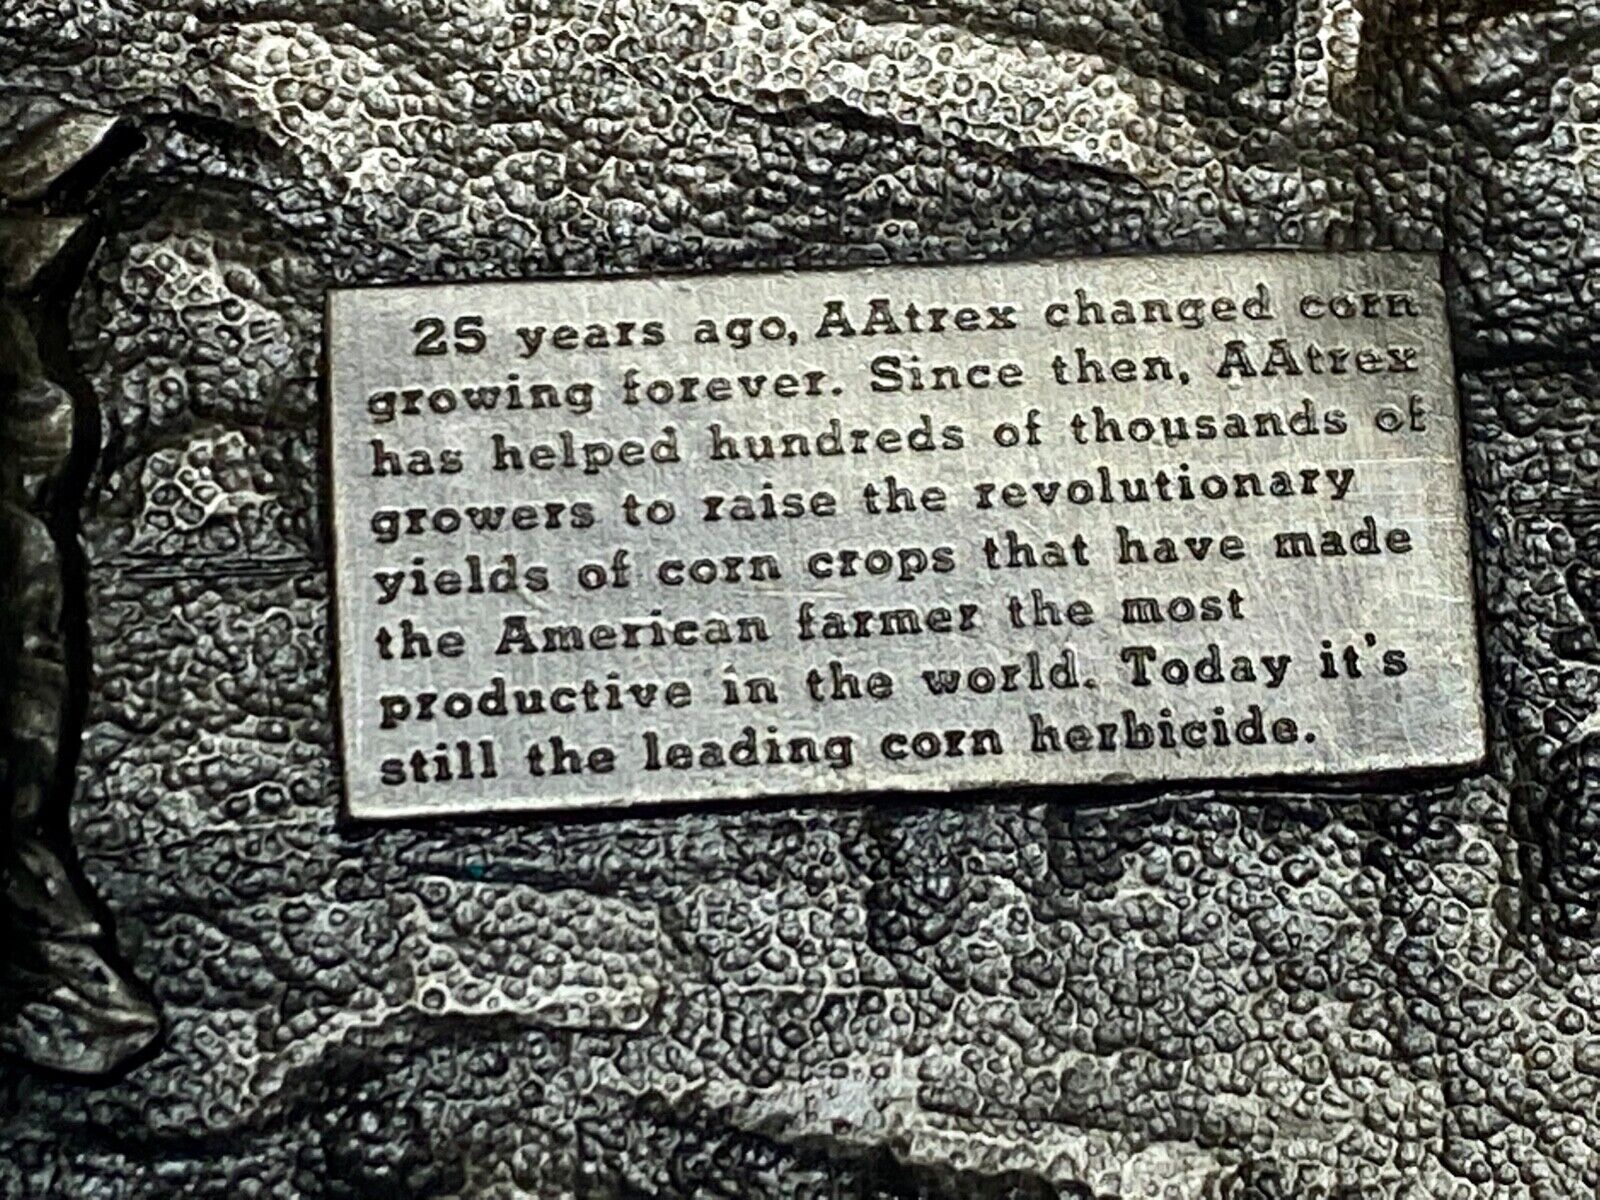 25 years ago, AAtrex changed corn
growing forever. Since then, AAtrex
has helped hundreds of thousands of
growers to raise the revolutionary
yields of corn crops that have made
the American farmer the most
productive in the world. Today it's
still the leading corn herbicide.